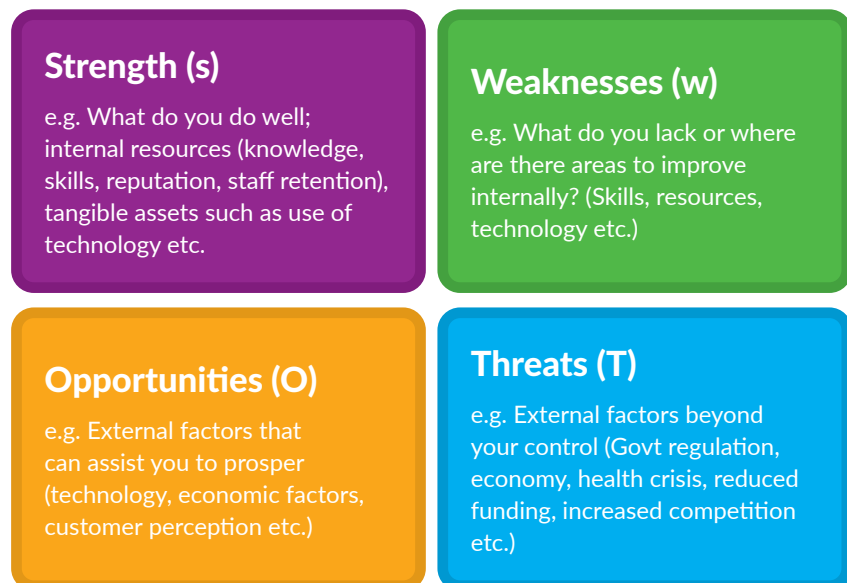 Strength (s)
e.g. What do you do well;
internal resources (knowledge,
skills, reputation, staff retention),
tangible assets such as use of
technology etc.
Weaknesses (w)
e.g. What do you lack or where
are there areas to improve
internally? (Skills, resources,
technology etc.)
Opportunities (O)
e.g. External factors that
can assist you to prosper
(technology, economic factors,
customer perception etc.)
Threats (T)
e.g. External factors beyond
your control (Govt regulation,
economy, health crisis, reduced
funding, increased competition
etc.)